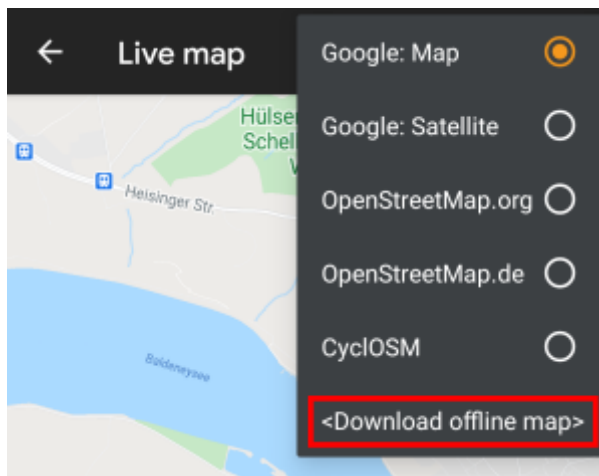 Live map
Google: Map
Google: Satellite
OpenStreetMap.org
OpenStreetMap.de
CyclOSM
<Download offline map>
Hülse
Schel
Heisinger Str.
Baldeneysee